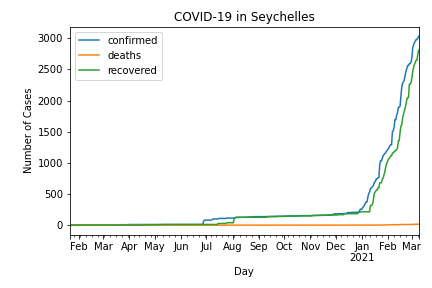 COVID-19 in Seychelles
confirmed
deaths
recovered
Number of Cases
3000
2500
2000
1500
1000
500
0
Feb Mar Apr May Jun Jul Aug Sep Oct Nov Dec Jan Feb Mar
2021
Day